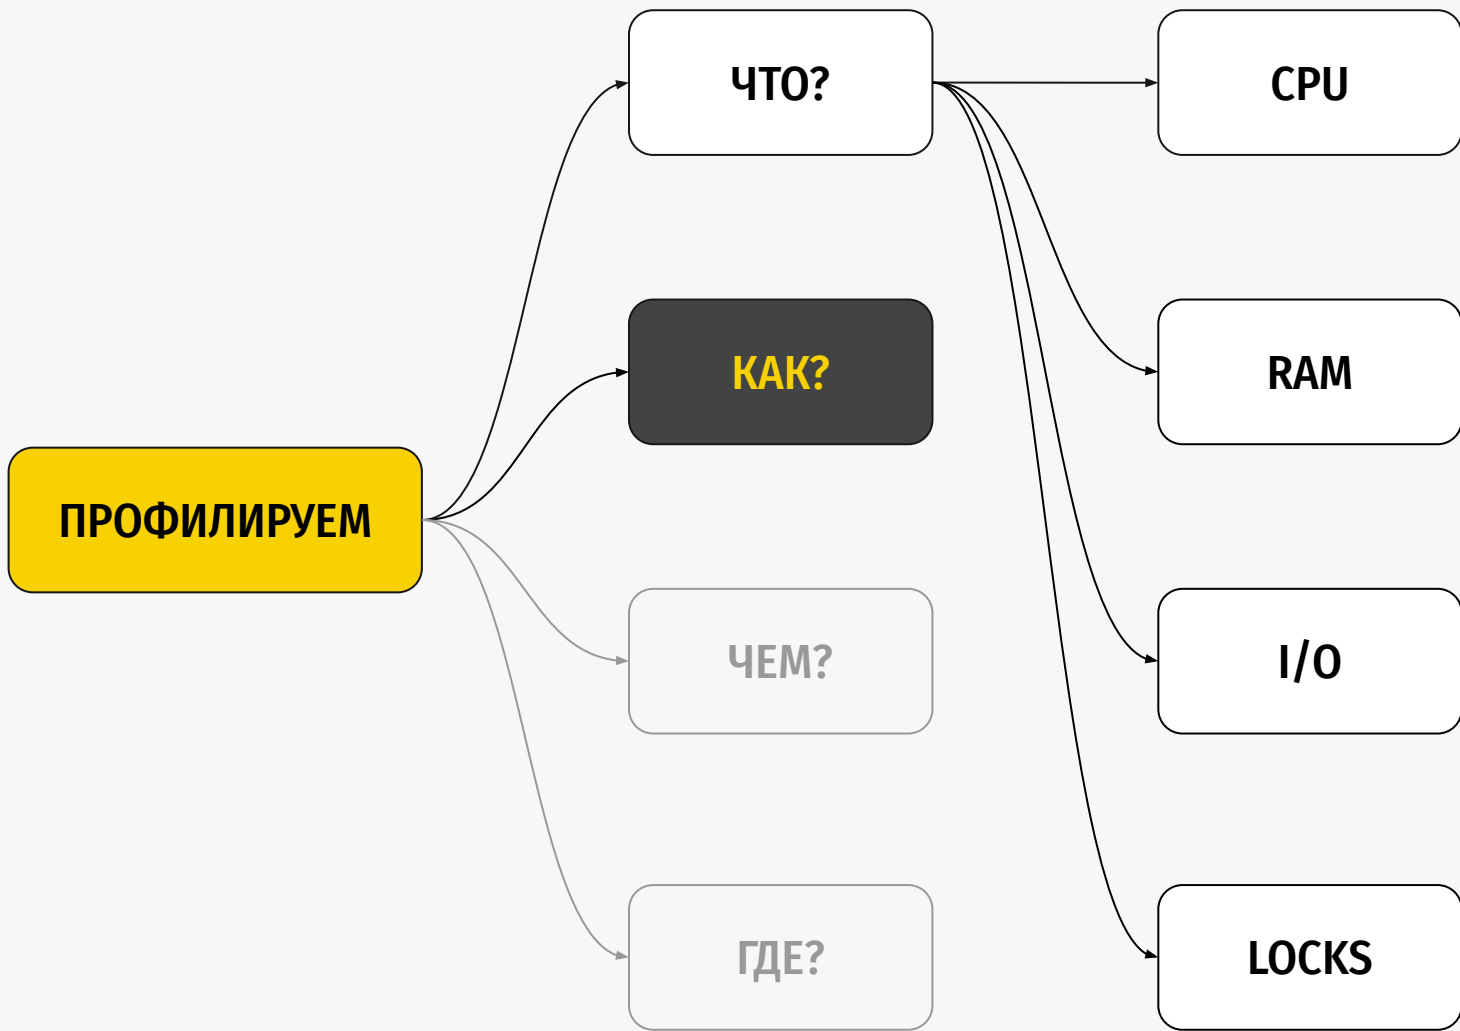 ПРОФИЛИРУЕМ
ЧТО?
КАК?
ЧЕМ?
ГДЕ?
CPU
RAM
I/O
LOCKS